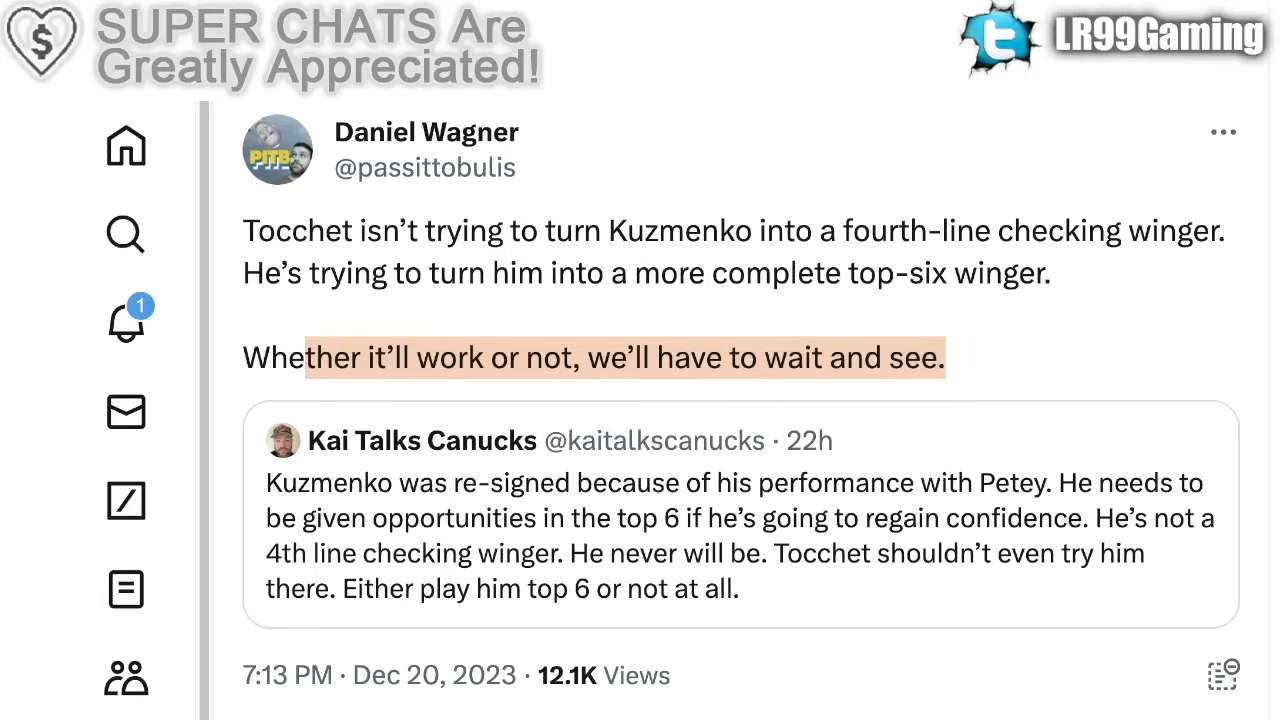 SUPER CHATS Are
Greatly Appreciated!
LR99Gaming
PITB
Daniel Wagner
@passittobulis
Tocchet isn’t trying to turn Kuzmenko into a fourth-line checking winger.
He’s trying to turn him into a more complete top-six winger.
1
Whether it’ll work or not, we’ll have to wait and see.
Kai Talks Canucks @kaitalkscanucks · 22h
Kuzmenko was re-signed because of his performance with Petey. He needs to
be given opportunities in the top 6 if he’s going to regain confidence. He’s not a
4th line checking winger. He never will be. Tocchet shouldn’t even try him
there. Either play him top 6 or not at all.
7:13 PM · Dec 20, 2023 · 12.1K Views